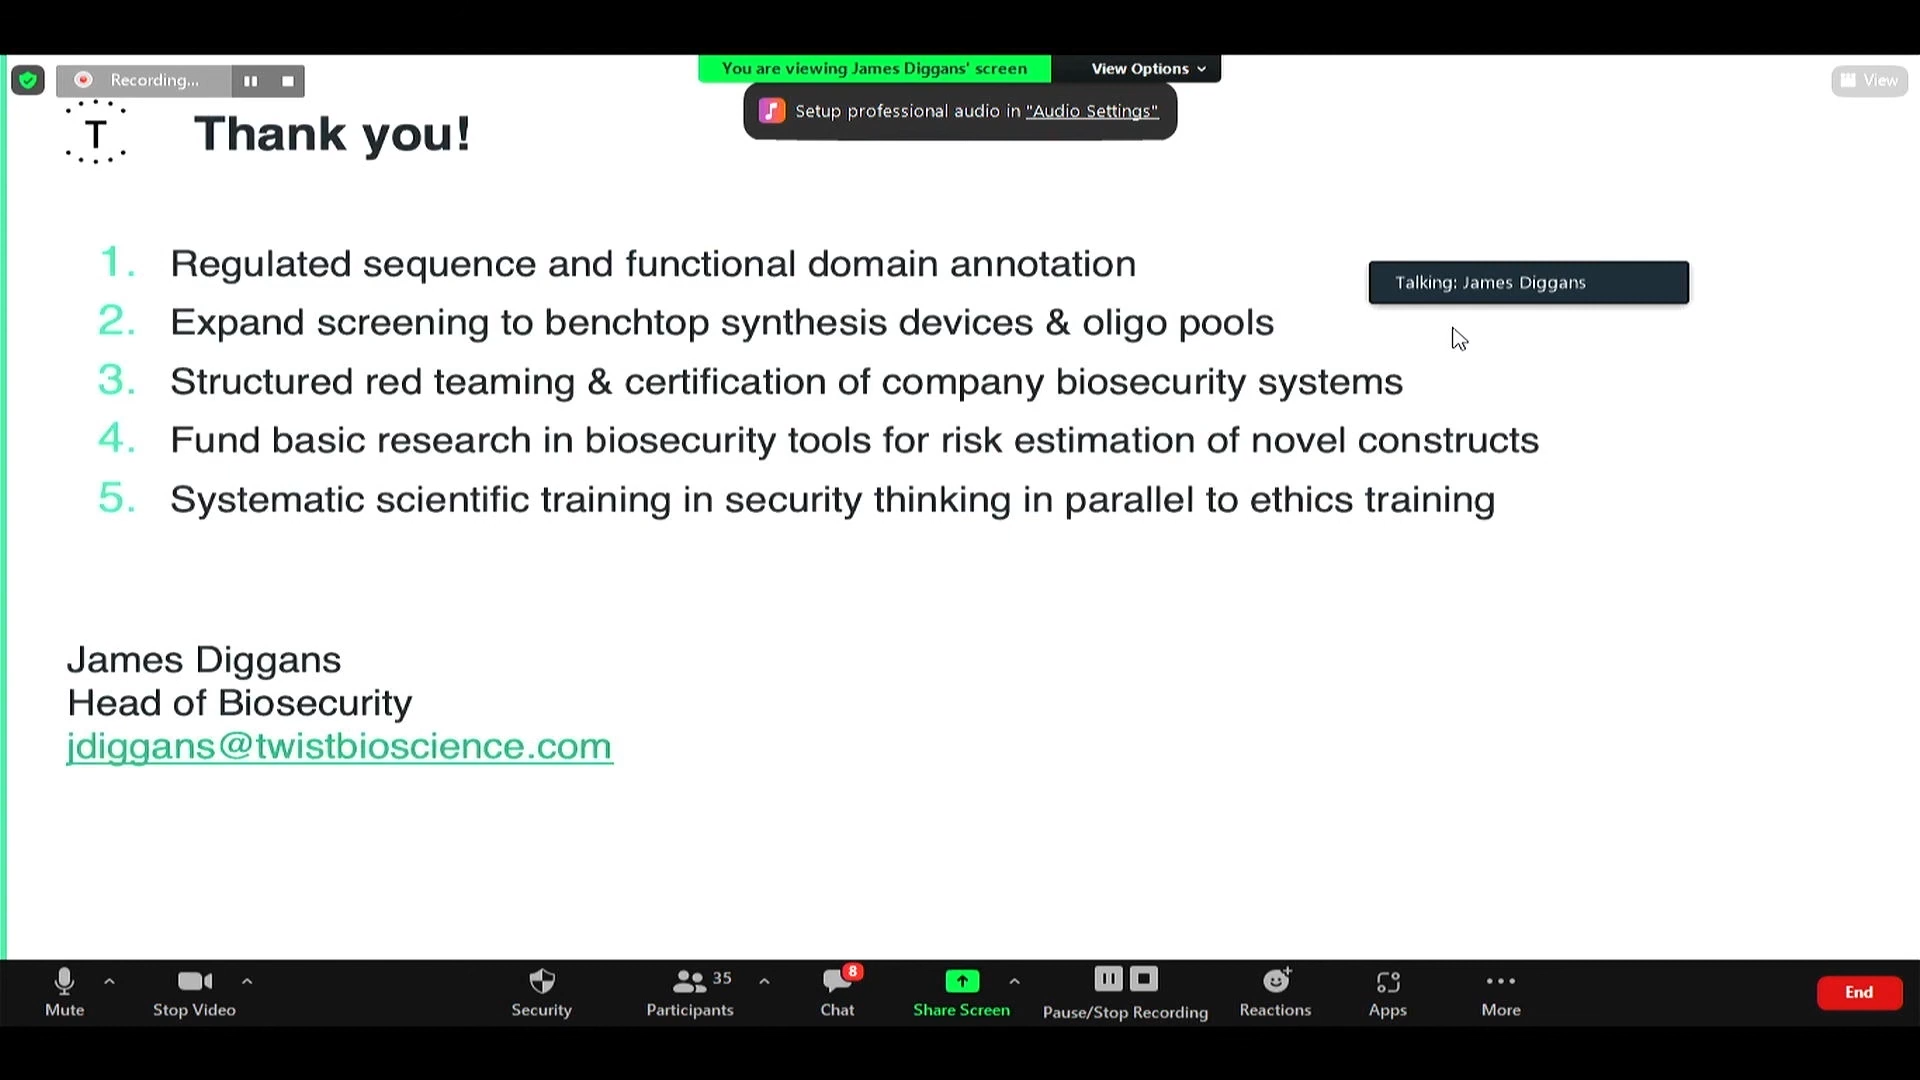 Recording...
You are viewing James Diggans' screen
View Options
View
Setup professional audio in "Audio Settings"
T
Thank you!
1. Regulated sequence and functional domain annotation
Talking: James Diggans
2. Expand screening to benchtop synthesis devices & oligo pools
3. Structured red teaming & certification of company biosecurity systems
4. Fund basic research in biosecurity tools for risk estimation of novel constructs
5. Systematic scientific training in security thinking in parallel to ethics training
James Diggans
Head of Biosecurity
jdiggans@twistbioscience.com
35
8
Mute
Stop Video
Security
Participants
Chat
Share Screen
Pause/Stop Recording
Reactions
Apps
More
End